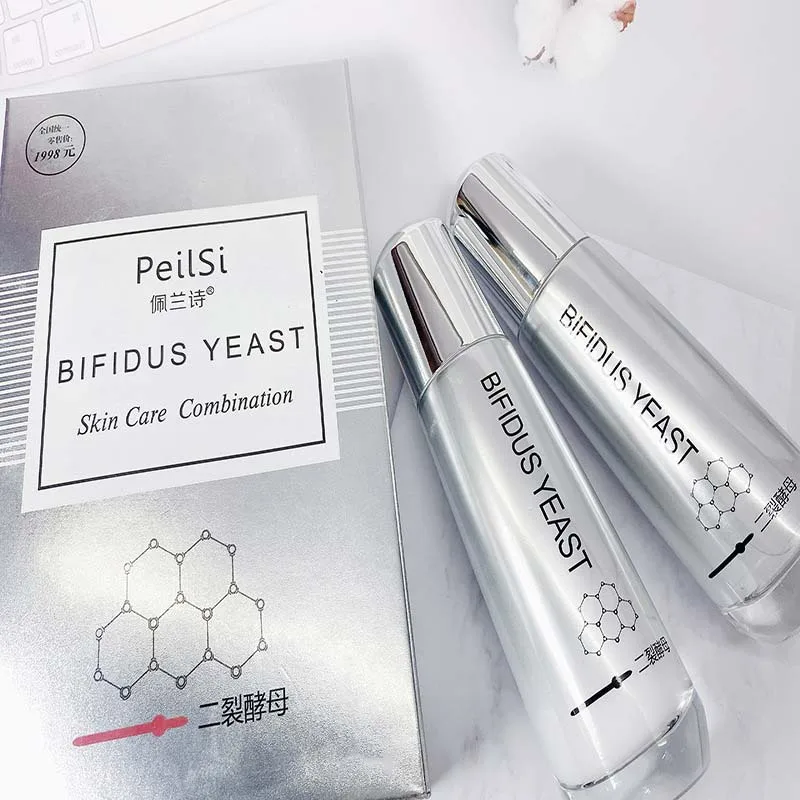 全国统一
零售价:
1998元
PeilSi
佩兰诗®
BIFIDUS YEAST
Skin Care Combination
二裂酵母
BIFIDUS YEAST
二裂酵母
BIFIDUS YEAST
二裂酵母